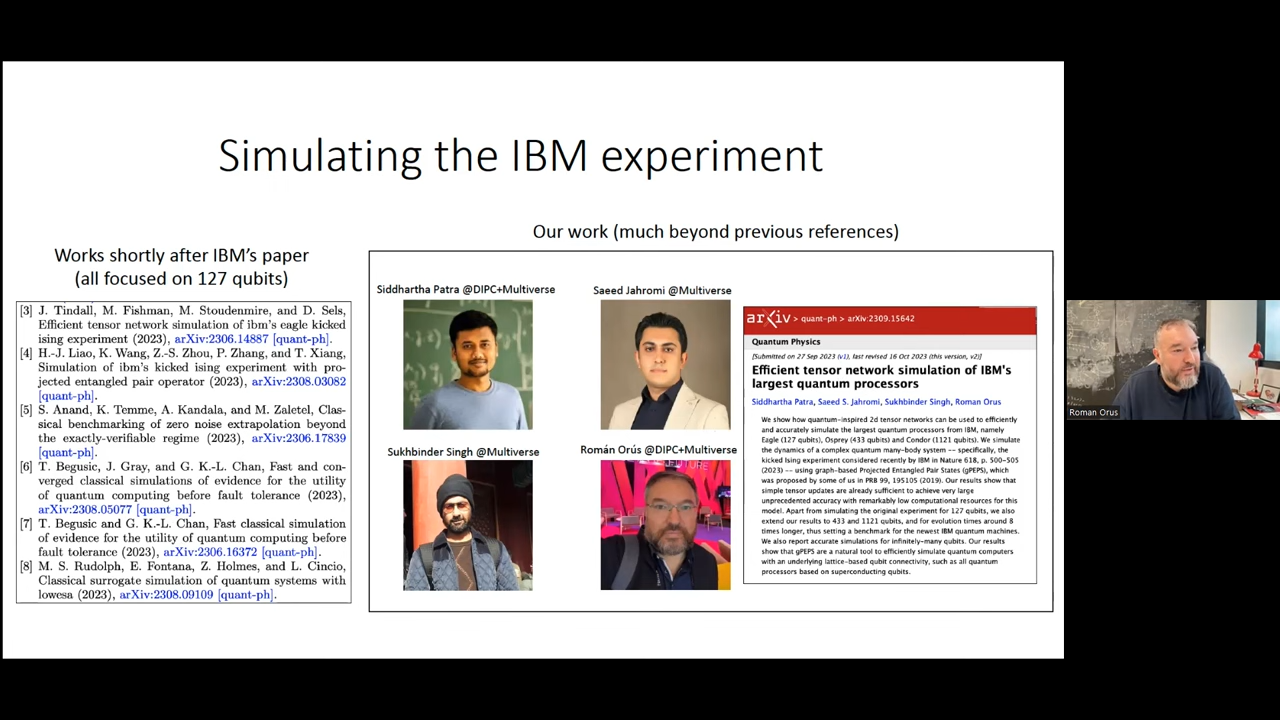 Simulating the IBM experiment
Works shortly after IBM's paper
(all focused on 127 qubits)
[3] J. Tindall, M. Fishman, M. Stoudenmire, and D. Sels,
Efficient tensor network simulation of ibm's eagle kicked
ising experiment (2023), arXiv:2306.14887 [quant-ph].
[4] H.-J. Liao, K. Wang, Z.-S. Zhou, P. Zhang, and T. Xiang,
Simulation of ibm's kicked ising experiment with pro-
jected entangled pair operator (2023), arXiv:2308.03082
[quant-ph].
[5] S. Anand, K. Temme, A. Kandala, and M. Zaletel, Clas-
sical benchmarking of zero noise extrapolation beyond
the exactly-verifiable regime (2023), arXiv:2306.17839
[quant-ph].
[6] T. Begusic, J. Gray, and G. K.-L. Chan, Fast and con-
verged classical simulations of evidence for the utility
of quantum computing before fault tolerance (2023),
arXiv:2308.05077 [quant-ph].
[7] T. Begusic and G. K.-L. Chan, Fast classical simulation
of evidence for the utility of quantum computing before
fault tolerance (2023), arXiv:2306.16372 [quant-ph].
[8] M. S. Rudolph, E. Fontana, Z. Holmes, and L. Cincio,
Classical surrogate simulation of quantum systems with
lowesa (2023), arXiv:2308.09109 [quant-ph].
Our work (much beyond previous references)
Siddhartha Patra @DIPC+Multiverse
Saeed Jahromi @Multiverse
Sukhbinder Singh @Multiverse
Román Orús @DIPC+Multiverse
arXiv > quant-ph > arXiv:2309.15642
Quantum Physics
[Submitted on 27 Sep 2023 (v1), last revised 16 Oct 2023 (this version, v2)]
Efficient tensor network simulation of IBM's
largest quantum processors
Siddhartha Patra, Saeed S. Jahromi, Sukhbinder Singh, Roman Orus
We show how quantum-inspired 2d tensor networks can be used to efficiently
and accurately simulate the largest quantum processors from IBM, namely
Eagle (127 qubits), Osprey (433 qubits) and Condor (1121 qubits). We simulate
the dynamics of a complex quantum many-body system -- specifically, the
kicked Ising experiment considered recently by IBM in Nature 618, p. 500-505
(2023) -- using graph-based Projected Entangled Pair States (gPEPS), which
was proposed by some of us in PRB 99, 195105 (2019). Our results show that
simple tensor updates are already sufficient to achieve very large
unprecedented accuracy with remarkably low computational resources for this
model. Apart from simulating the original experiment for 127 qubits, we also
extend our results to 433 and 1121 qubits, and for evolution times around 8
times longer, thus setting a benchmark for the newest IBM quantum machines.
We also report accurate simulations for infinitely-many qubits. Our results
show that gPEPS are a natural tool to efficiently simulate quantum computers
with an underlying lattice-based qubit connectivity, such as all quantum
processors based on superconducting qubits.
Roman Orus